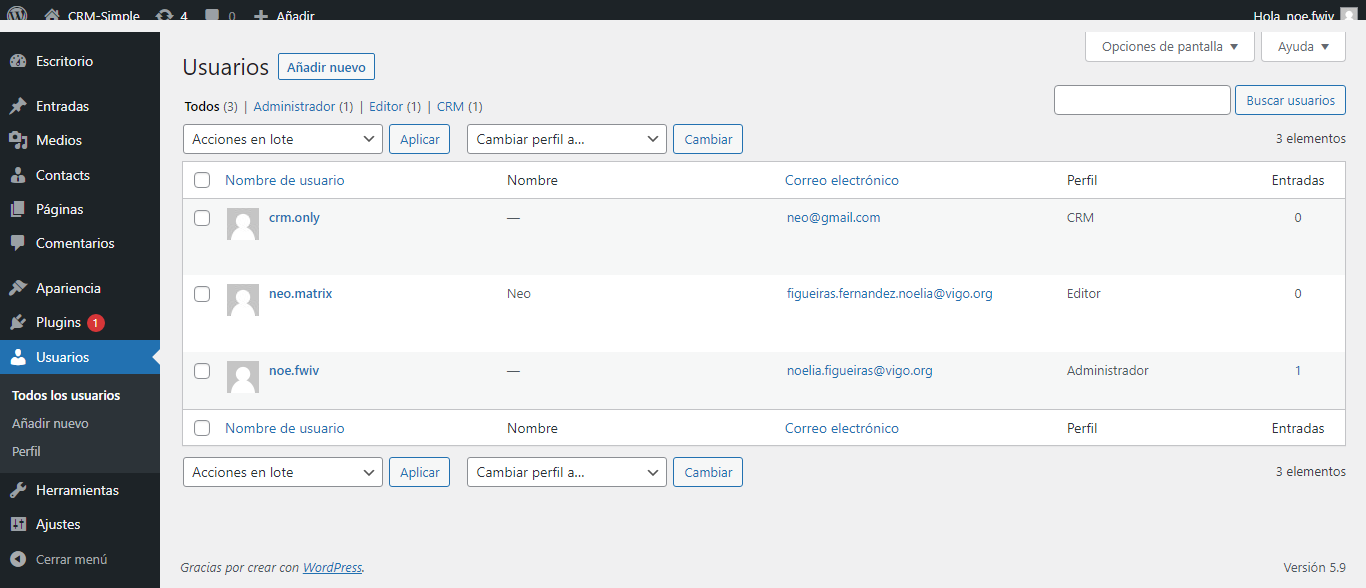 CRM-Simple 4 0 Añadir Hola, noe.fwiv
Opciones de pantalla ▼ Ayuda ▼
Escritorio
Entradas
Medios
Contacts
Páginas
Comentarios
Apariencia
Plugins 1
Usuarios
Todos los usuarios
Añadir nuevo
Perfil
Herramientas
Ajustes
Cerrar menú
Usuarios Añadir nuevo
Todos (3) | Administrador (1) | Editor (1) | CRM (1)
Buscar usuarios
Acciones en lote Aplicar Cambiar perfil a... Cambiar 3 elementos
Nombre de usuario Nombre Correo electrónico Perfil Entradas
crm.only — neo@gmail.com CRM 0
neo.matrix Neo figueiras.fernandez.noelia@vigo.org Editor 0
noe.fwiv — noelia.figueiras@vigo.org Administrador 1
Nombre de usuario Nombre Correo electrónico Perfil Entradas
Acciones en lote Aplicar Cambiar perfil a... Cambiar 3 elementos
Gracias por crear con WordPress. Versión 5.9